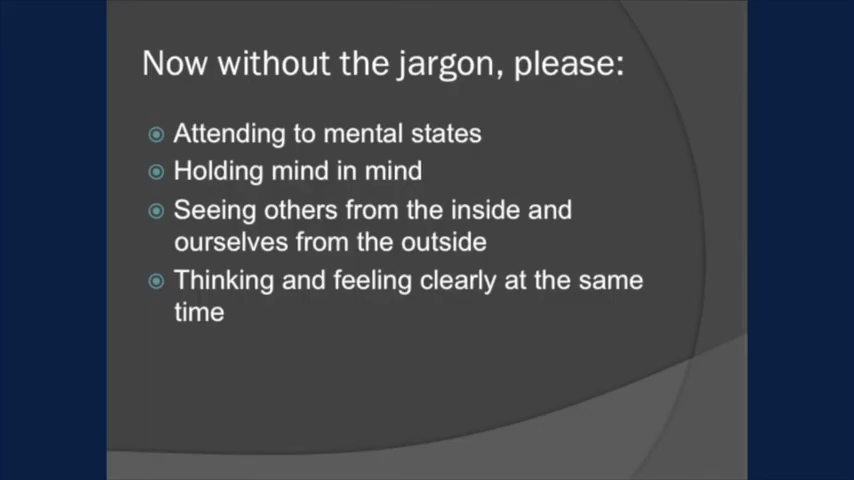 Now without the jargon, please:
Attending to mental states
Holding mind in mind
Seeing others from the inside and
ourselves from the outside
Thinking and feeling clearly at the same
time